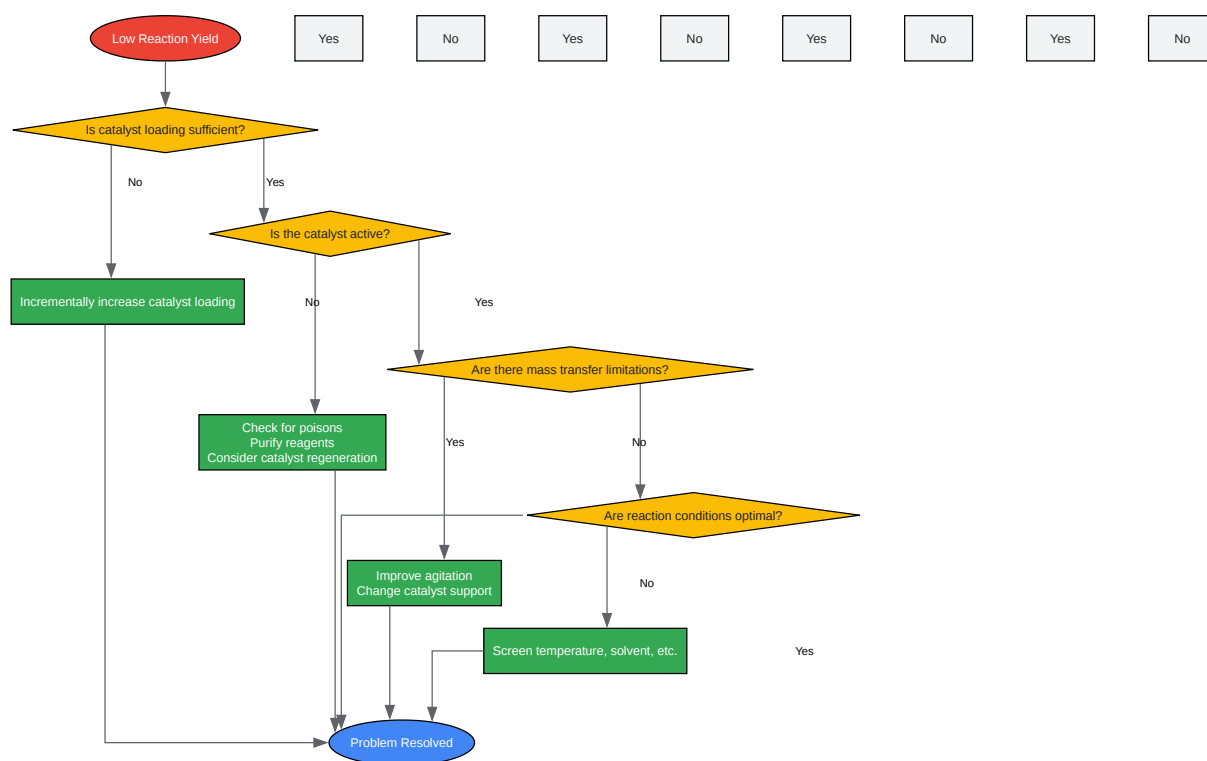 Low Reaction Yield
Yes
No
Yes
No
Yes
No
Yes
No
Is catalyst loading sufficient?
No
Yes
Is the catalyst active?
Incrementally increase catalyst loading
No
Yes
Are there mass transfer limitations?
Check for poisons
Purify reagents
Consider catalyst regeneration
Yes
No
Are reaction conditions optimal?
Improve agitation
Change catalyst support
No
Screen temperature, solvent, etc.
Yes
Problem Resolved